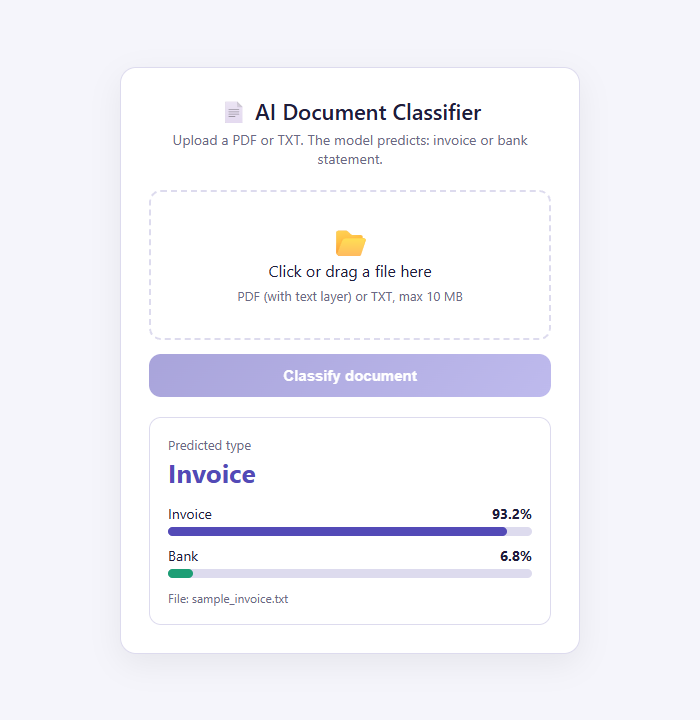 AI Document Classifier
Upload a PDF or TXT. The model predicts: invoice or bank
statement.
Click or drag a file here
PDF (with text layer) or TXT, max 10 MB
Classify document
Predicted type
Invoice
Invoice 93.2%
Bank 6.8%
File: sample_invoice.txt